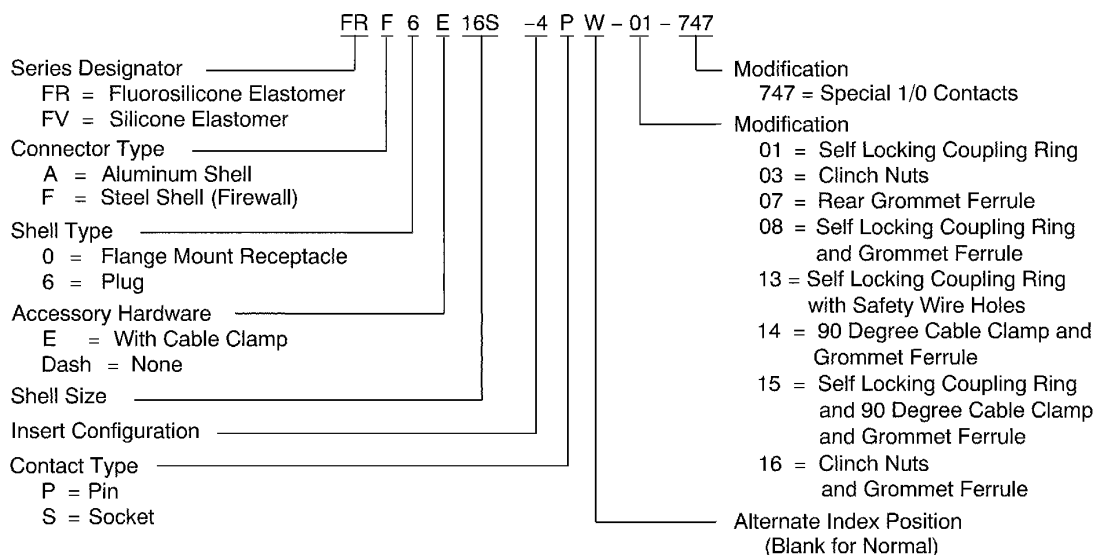 FR F 6 E 16S -4 P W - 01 - 747
Series Designator
FR = Fluorosilicone Elastomer
FV = Silicone Elastomer
Connector Type
A = Aluminum Shell
F = Steel Shell (Firewall)
Shell Type
0 = Flange Mount Receptacle
6 = Plug
Accessory Hardware
E = With Cable Clamp
Dash = None
Shell Size
Insert Configuration
Contact Type
P = Pin
S = Socket
Modification
747 = Special 1/0 Contacts
Modification
01 = Self Locking Coupling Ring
03 = Clinch Nuts
07 = Rear Grommet Ferrule
08 = Self Locking Coupling Ring
and Grommet Ferrule
13 = Self Locking Coupling Ring
with Safety Wire Holes
14 = 90 Degree Cable Clamp and
Grommet Ferrule
15 = Self Locking Coupling Ring
and 90 Degree Cable Clamp
and Grommet Ferrule
16 = Clinch Nuts
and Grommet Ferrule
Alternate Index Position
(Blank for Normal)